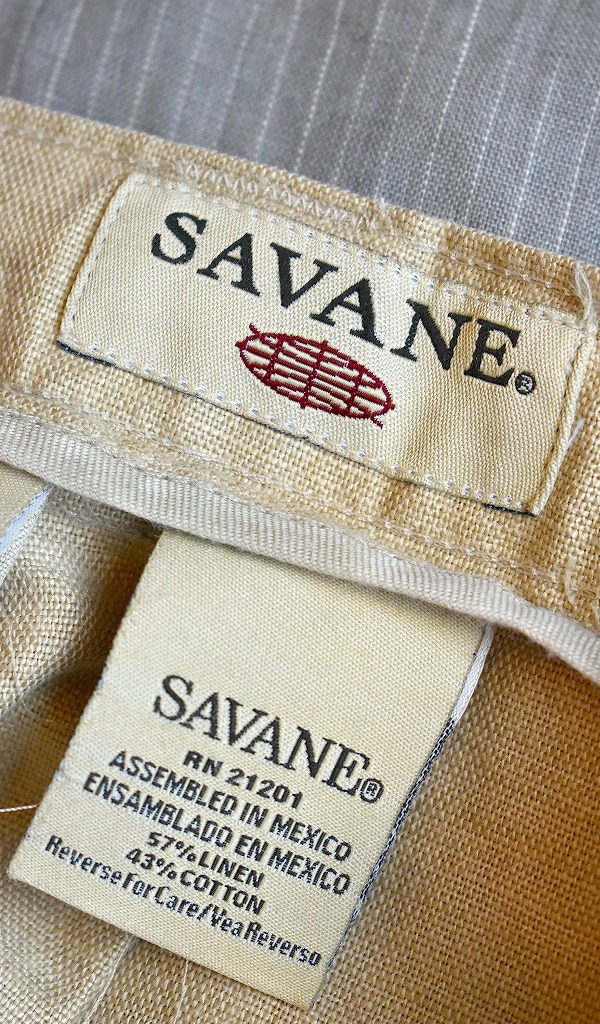 SAVANE®
SAVANE®
RN 21201
ASSEMBLED IN MEXICO
ENSAMBLADO EN MEXICO
57% LINEN
43% COTTON
Reverse For Care/Vea Reverso